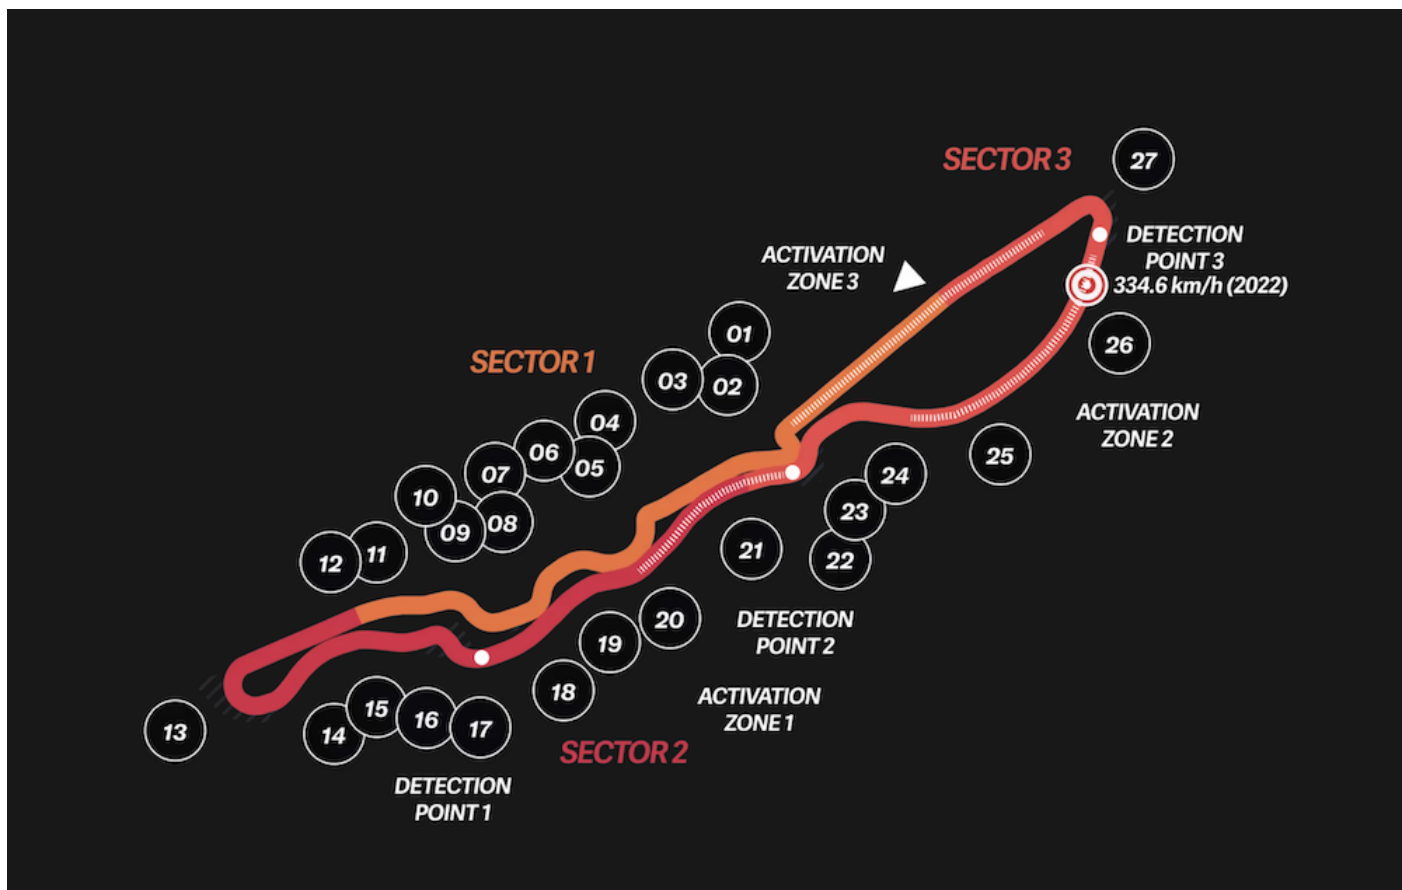 SECTOR 3
27
DETECTION
POINT 3
334.6 km/h (2022)
ACTIVATION
ZONE 3
26
01
02
03
SECTOR 1
04
05
06
07
08
09
10
11
12
ACTIVATION
ZONE 2
25
24
23
22
21
DETECTION
POINT 2
20
19
18
ACTIVATION
ZONE 1
SECTOR 2
17
16
15
14
13
DETECTION
POINT 1